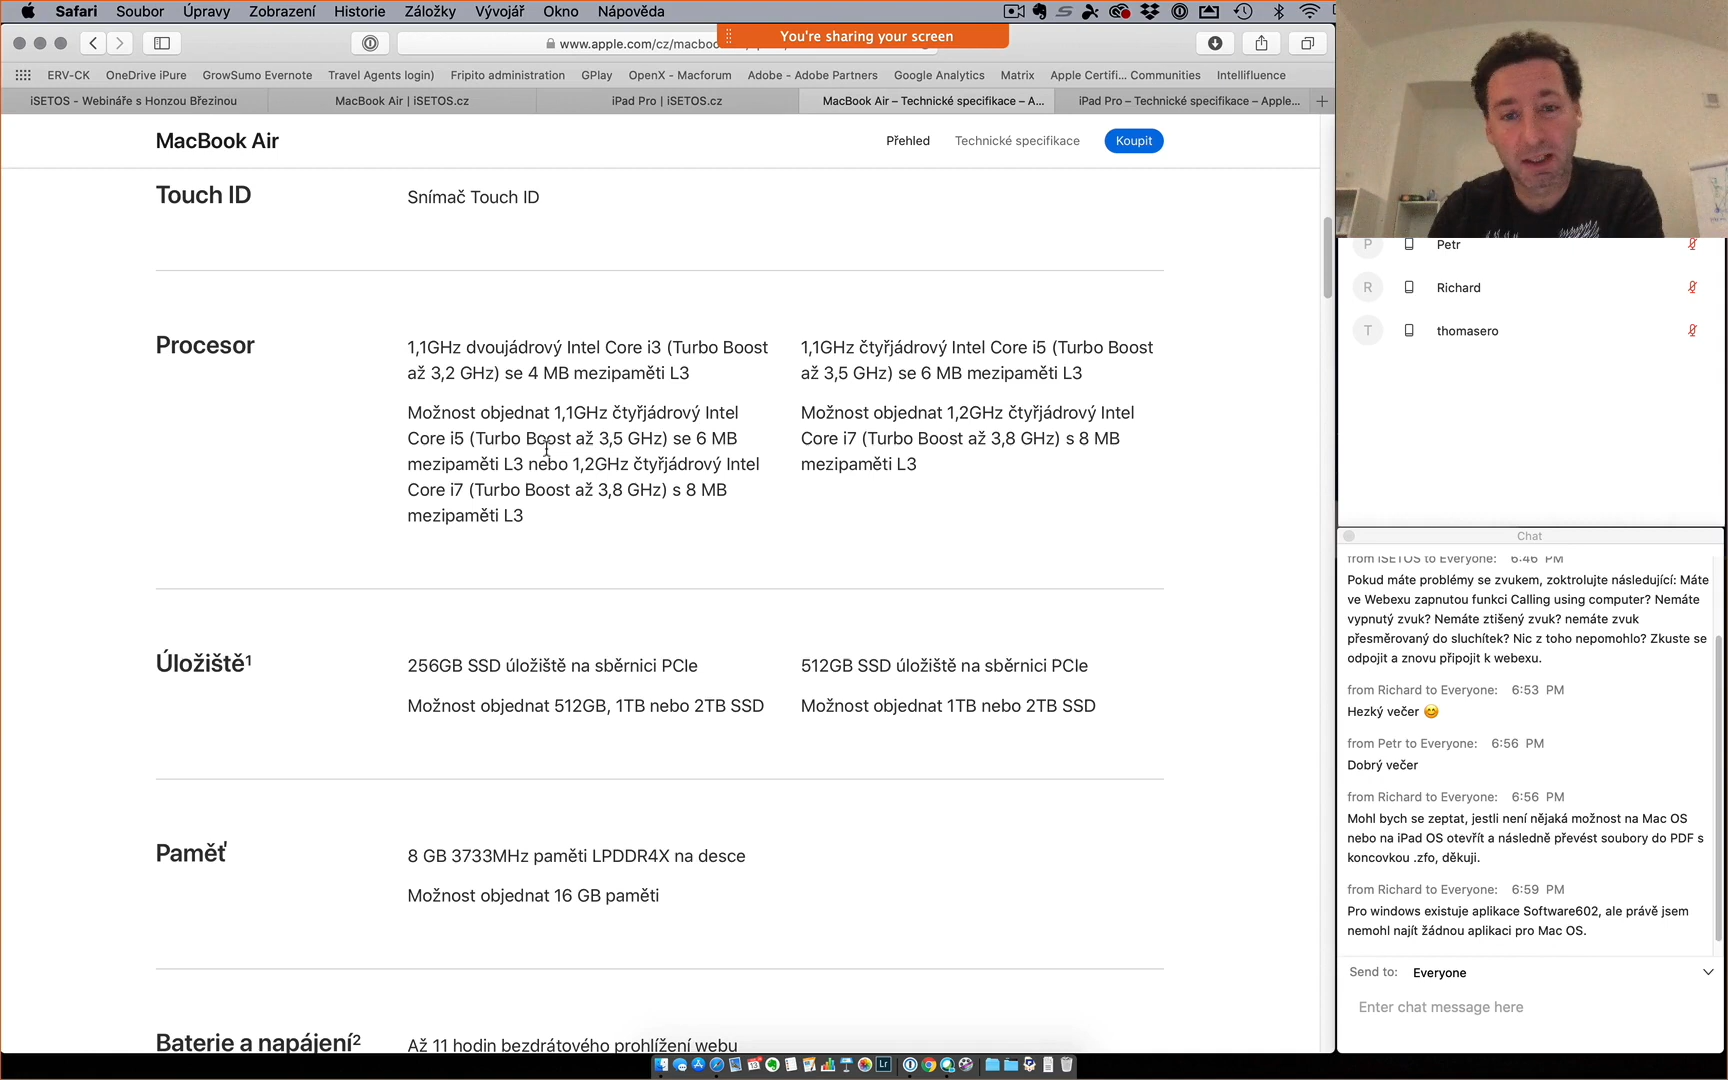 Safari Soubor Úpravy Zobrazení Historie Záložky Vývojář Okno Nápověda
You're sharing your screen
www.apple.com/cz/macboo
ERV-CK OneDrive iPure GrowSumo Evernote Travel Agents login) Fripito administration GPlay OpenX - Macforum Adobe - Adobe Partners Google Analytics Matrix Apple Certifi... Communities Intellifluence
iSETOS - Webináře s Honzou Březinou MacBook Air | iSETOS.cz iPad Pro | iSETOS.cz MacBook Air – Technické specifikace – A... iPad Pro – Technické specifikace – Apple...
MacBook Air Přehled Technické specifikace Koupit
Touch ID Snímač Touch ID
Procesor
1,1GHz dvoujádrový Intel Core i3 (Turbo Boost
až 3,2 GHz) se 4 MB mezipaměti L3
Možnost objednat 1,1GHz čtyřjádrový Intel
Core i5 (Turbo Boost až 3,5 GHz) se 6 MB
mezipaměti L3 nebo 1,2GHz čtyřjádrový Intel
Core i7 (Turbo Boost až 3,8 GHz) s 8 MB
mezipaměti L3
1,1GHz čtyřjádrový Intel Core i5 (Turbo Boost
až 3,5 GHz) se 6 MB mezipaměti L3
Možnost objednat 1,2GHz čtyřjádrový Intel
Core i7 (Turbo Boost až 3,8 GHz) s 8 MB
mezipaměti L3
Úložiště1
256GB SSD úložiště na sběrnici PCIe
Možnost objednat 512GB, 1TB nebo 2TB SSD
512GB SSD úložiště na sběrnici PCIe
Možnost objednat 1TB nebo 2TB SSD
Paměť
8 GB 3733MHz paměti LPDDR4X na desce
Možnost objednat 16 GB paměti
Baterie a napájení2
Až 11 hodin bezdrátového prohlížení webu
P Petr
R Richard
T thomasero
Chat
from iSETOS to Everyone: 6:46 PM
Pokud máte problémy se zvukem, zoktrolujte následující: Máte
ve Webexu zapnutou funkci Calling using computer? Nemáte
vypnutý zvuk? Nemáte ztišený zvuk? nemáte zvuk
přesměrovaný do sluchítek? Nic z toho nepomohlo? Zkuste se
odpojit a znovu připojit k webexu.
from Richard to Everyone: 6:53 PM
Hezký večer 😊
from Petr to Everyone: 6:56 PM
Dobrý večer
from Richard to Everyone: 6:56 PM
Mohl bych se zeptat, jestli není nějaká možnost na Mac OS
nebo na iPad OS otevřít a následně převést soubory do PDF s
koncovkou .zfo, děkuji.
from Richard to Everyone: 6:59 PM
Pro windows existuje aplikace Software602, ale právě jsem
nemohl najít žádnou aplikaci pro Mac OS.
Send to: Everyone
Enter chat message here